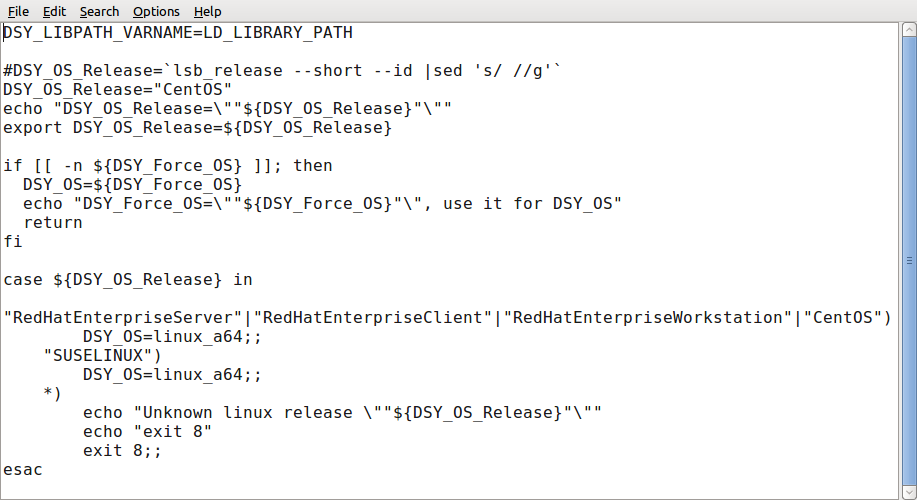 File Edit Search Options Help
DSY_LIBPATH_VARNAME=LD_LIBRARY_PATH

#DSY_OS_Release=`lsb_release --short --id |sed 's/ //g'`
DSY_OS_Release="CentOS"
echo "DSY_OS_Release=\""${DSY_OS_Release}"\""
export DSY_OS_Release=${DSY_OS_Release}

if [[ -n ${DSY_Force_OS} ]]; then
  DSY_OS=${DSY_Force_OS}
  echo "DSY_Force_OS=\""${DSY_Force_OS}"\", use it for DSY_OS"
  return
fi

case ${DSY_OS_Release} in

"RedHatEnterpriseServer"|"RedHatEnterpriseClient"|"RedHatEnterpriseWorkstation"|"CentOS")
        DSY_OS=linux_a64;;
    "SUSELINUX")
        DSY_OS=linux_a64;;
    *)
        echo "Unknown linux release \""${DSY_OS_Release}"\""
        echo "exit 8"
        exit 8;;
esac